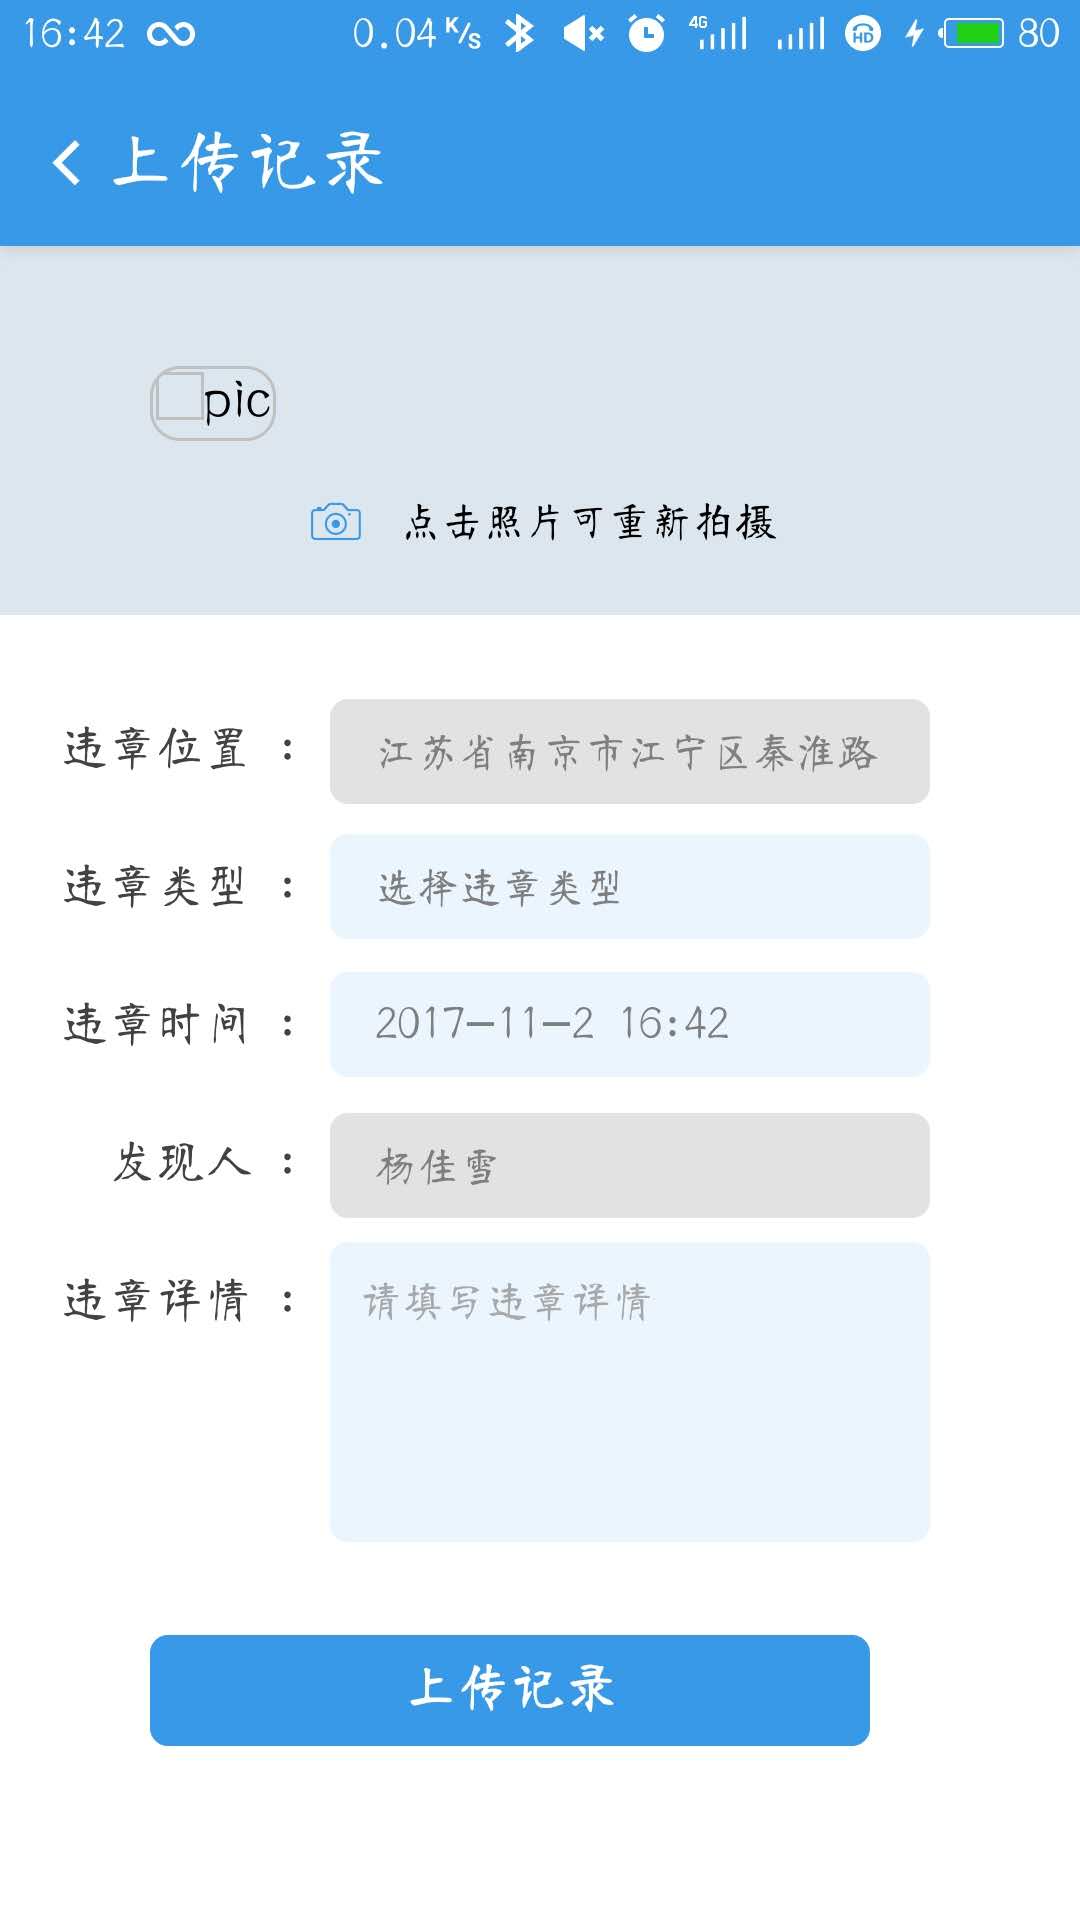 16:42 0.04 K/s 4G HD 80
上传记录
pic
点击照片可重新拍摄
违章位置 : 江苏省南京市江宁区秦淮路
违章类型 : 选择违章类型
违章时间 : 2017-11-2 16:42
发现人 : 杨佳雪
违章详情 : 请填写违章详情
上传记录